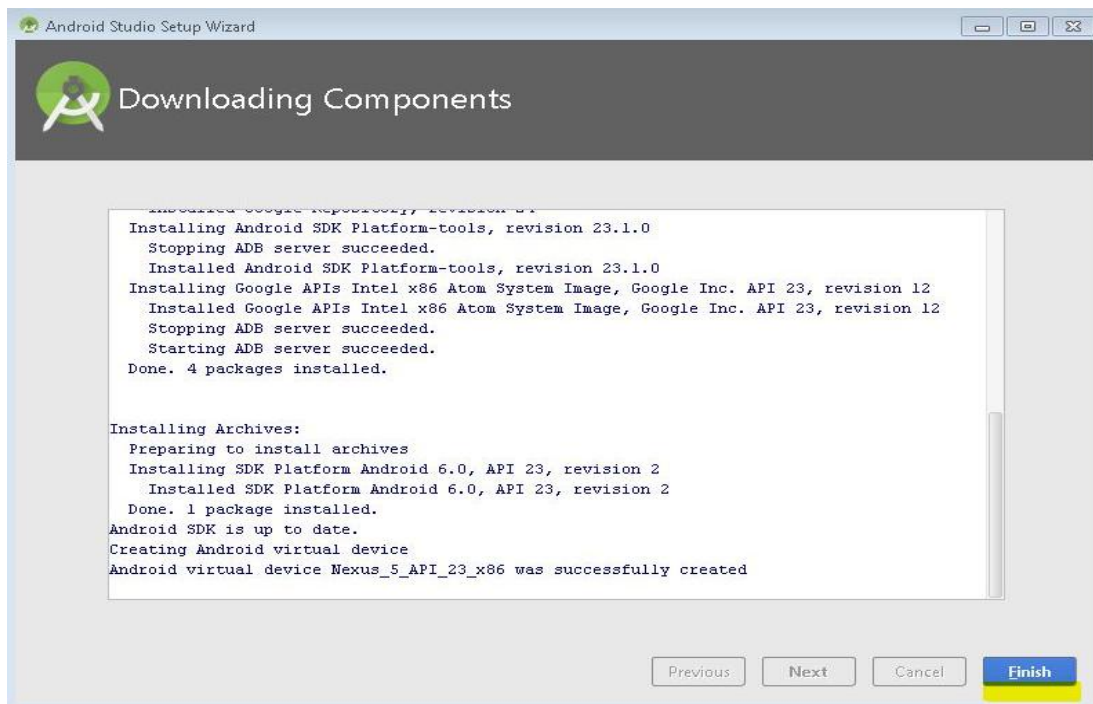 Android Studio Setup Wizard
Downloading Components
Installed Google Repository, revision
Installing Android SDK Platform-tools, revision 23.1.0
Stopping ADB server succeeded.
Installed Android SDK Platform-tools, revision 23.1.0
Installing Google APIs Intel x86 Atom System Image, Google Inc. API 23, revision 12
Installed Google APIs Intel x86 Atom System Image, Google Inc. API 23, revision 12
Stopping ADB server succeeded.
Starting ADB server succeeded.
Done. 4 packages installed.
Installing Archives:
Preparing to install archives
Installing SDK Platform Android 6.0, API 23, revision 2
Installed SDK Platform Android 6.0, API 23, revision 2
Done. 1 package installed.
Android SDK is up to date.
Creating Android virtual device
Android virtual device Nexus_5_API_23_x86 was successfully created
Previous Next Cancel Finish